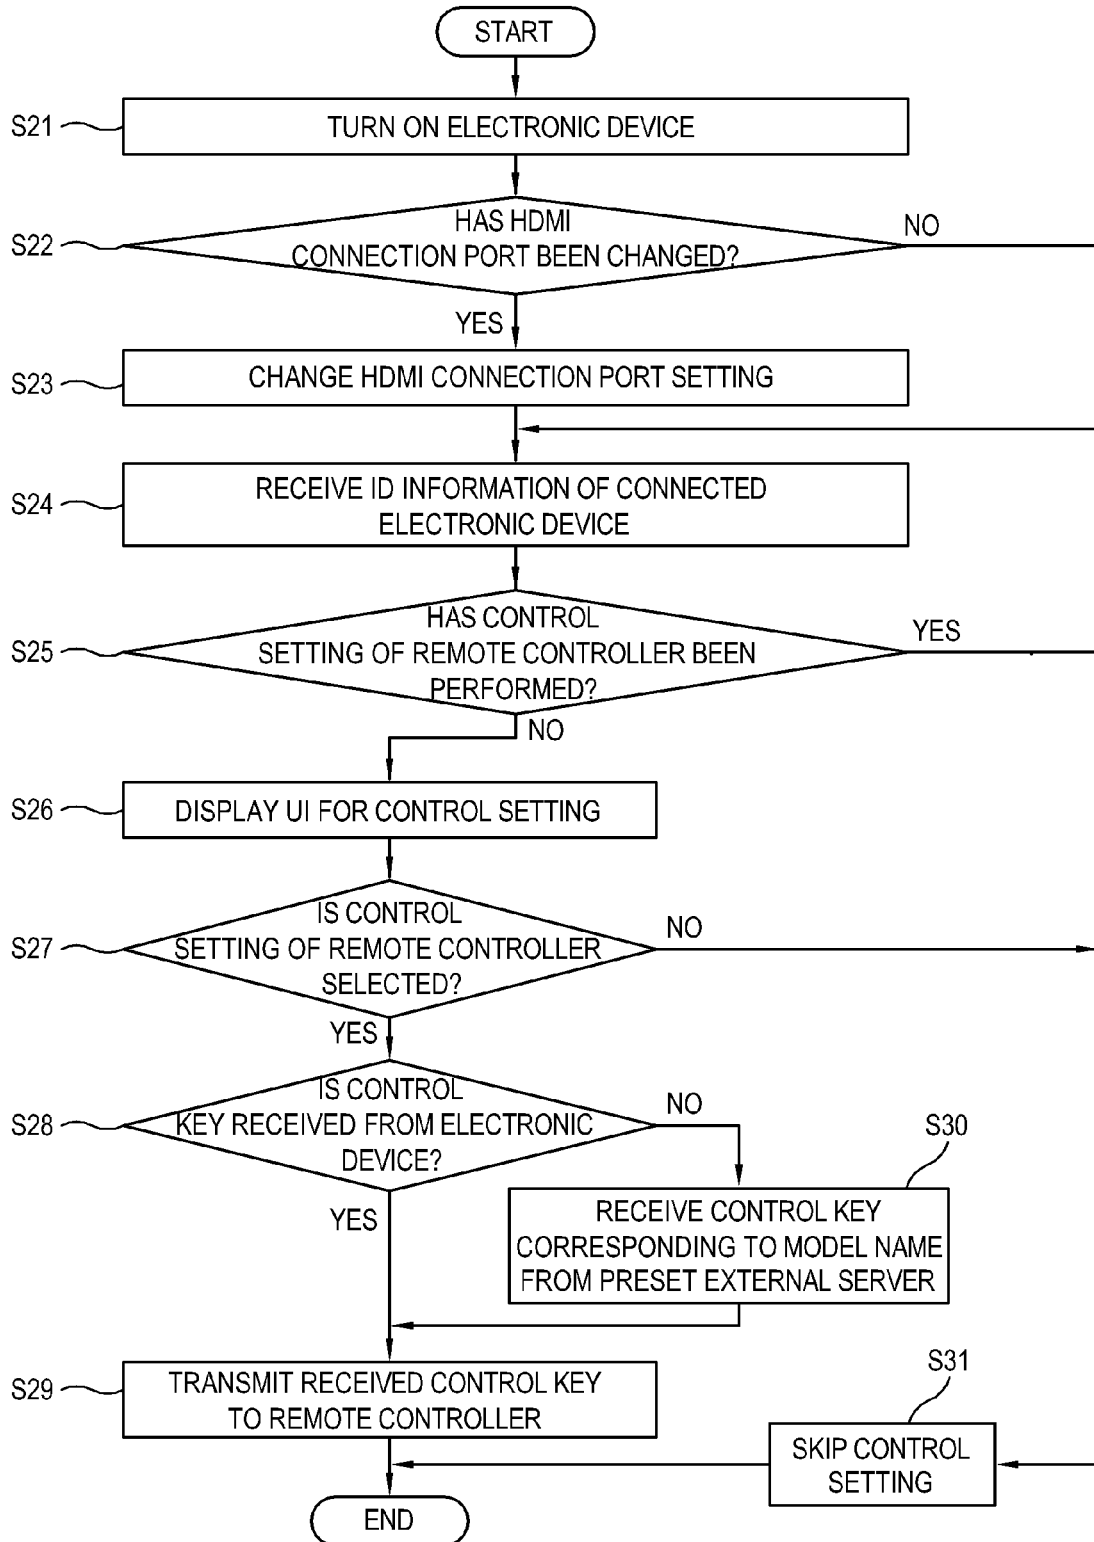 START
S21
TURN ON ELECTRONIC DEVICE
S22
HAS HDMI
CONNECTION PORT BEEN CHANGED?
NO
YES
S23
CHANGE HDMI CONNECTION PORT SETTING
S24
RECEIVE ID INFORMATION OF CONNECTED
ELECTRONIC DEVICE
S25
HAS CONTROL
SETTING OF REMOTE CONTROLLER BEEN
PERFORMED?
YES
NO
S26
DISPLAY UI FOR CONTROL SETTING
S27
IS CONTROL
SETTING OF REMOTE CONTROLLER
SELECTED?
NO
YES
S28
IS CONTROL
KEY RECEIVED FROM ELECTRONIC
DEVICE?
NO
YES
S30
RECEIVE CONTROL KEY
CORRESPONDING TO MODEL NAME
FROM PRESET EXTERNAL SERVER
S29
TRANSMIT RECEIVED CONTROL KEY
TO REMOTE CONTROLLER
S31
SKIP CONTROL
SETTING
END